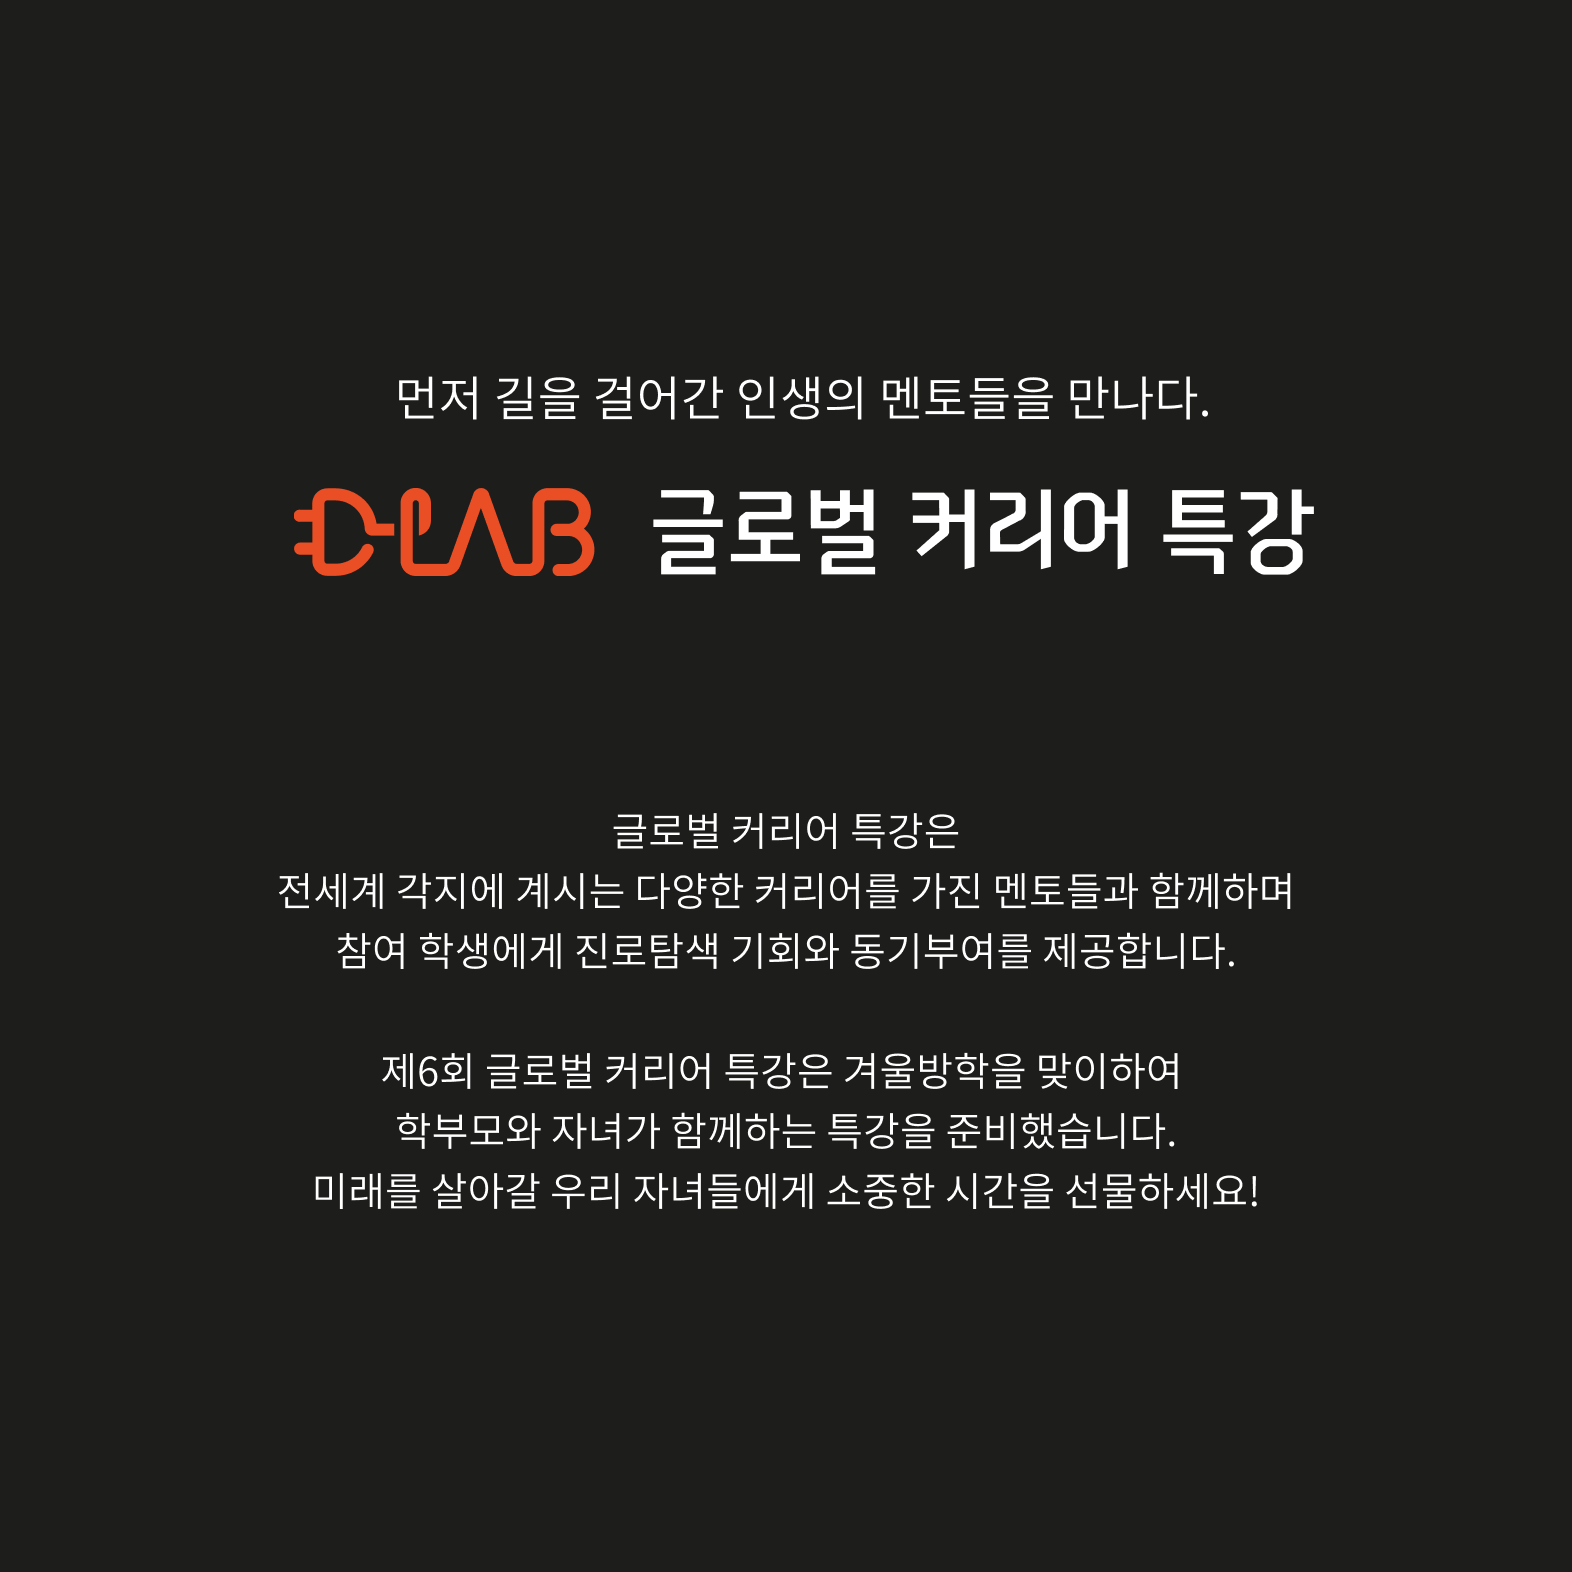 먼저 길을 걸어간 인생의 멘토들을 만나다.
D-LAB 글로벌 커리어 특강
글로벌 커리어 특강은
전세계 각지에 계시는 다양한 커리어를 가진 멘토들과 함께하며
참여 학생에게 진로탐색 기회와 동기부여를 제공합니다.
제6회 글로벌 커리어 특강은 겨울방학을 맞이하여
학부모와 자녀가 함께하는 특강을 준비했습니다.
미래를 살아갈 우리 자녀들에게 소중한 시간을 선물하세요!